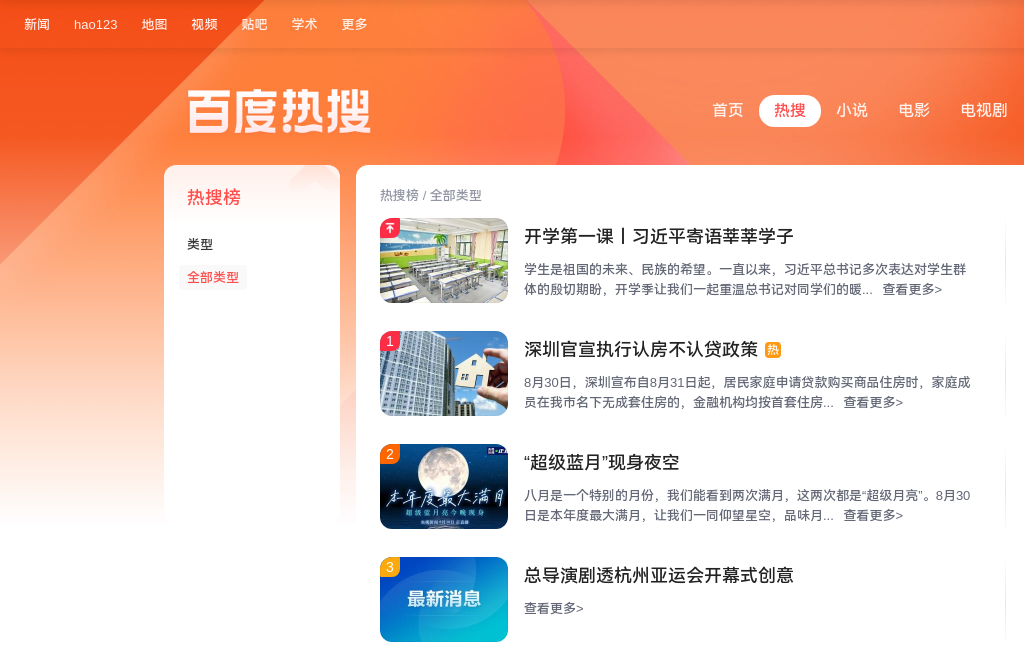 新闻 hao123 地图 视频 贴吧 学术 更多
百度热搜
首页 热搜 小说 电影 电视剧
热搜榜
类型
全部类型
热搜榜 / 全部类型
开学第一课丨习近平寄语莘莘学子
学生是祖国的未来、民族的希望。一直以来，习近平总书记多次表达对学生群
体的殷切期盼，开学季让我们一起重温总书记对同学们的暖... 查看更多>
1
深圳官宣执行认房不认贷政策 热
8月30日，深圳宣布自8月31日起，居民家庭申请贷款购买商品住房时，家庭成
员在我市名下无成套住房的，金融机构均按首套住房... 查看更多>
2
本年度最大满月
超级蓝月亮今晚现身
“超级蓝月”现身夜空
八月是一个特别的月份，我们能看到两次满月，这两次都是“超级月亮”。8月30
日是本年度最大满月，让我们一同仰望星空，品味月... 查看更多>
3
最新消息
总导演剧透杭州亚运会开幕式创意
查看更多>